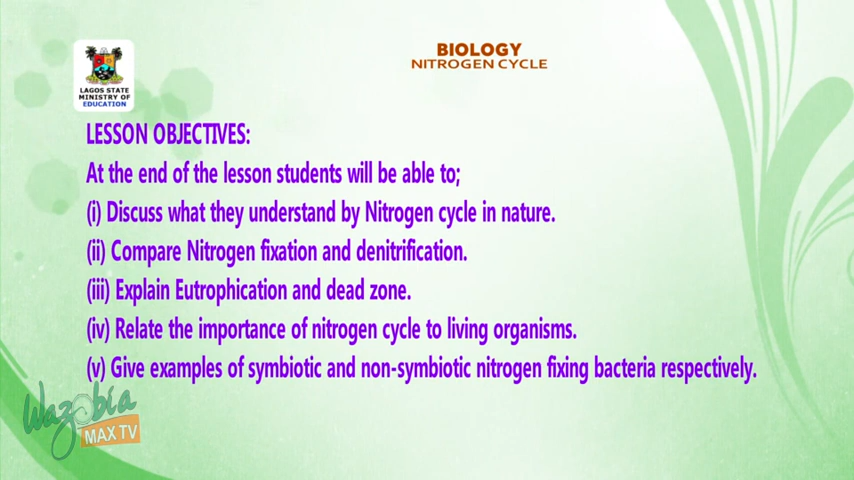 BIOLOGY
NITROGEN CYCLE
LAGOS STATE
MINISTRY OF
EDUCATION
LESSON OBJECTIVES:
At the end of the lesson students will be able to;
(i) Discuss what they understand by Nitrogen cycle in nature.
(ii) Compare Nitrogen fixation and denitrification.
(iii) Explain Eutrophication and dead zone.
(iv) Relate the importance of nitrogen cycle to living organisms.
(v) Give examples of symbiotic and non-symbiotic nitrogen fixing bacteria respectively.
Wazobia
MAX TV